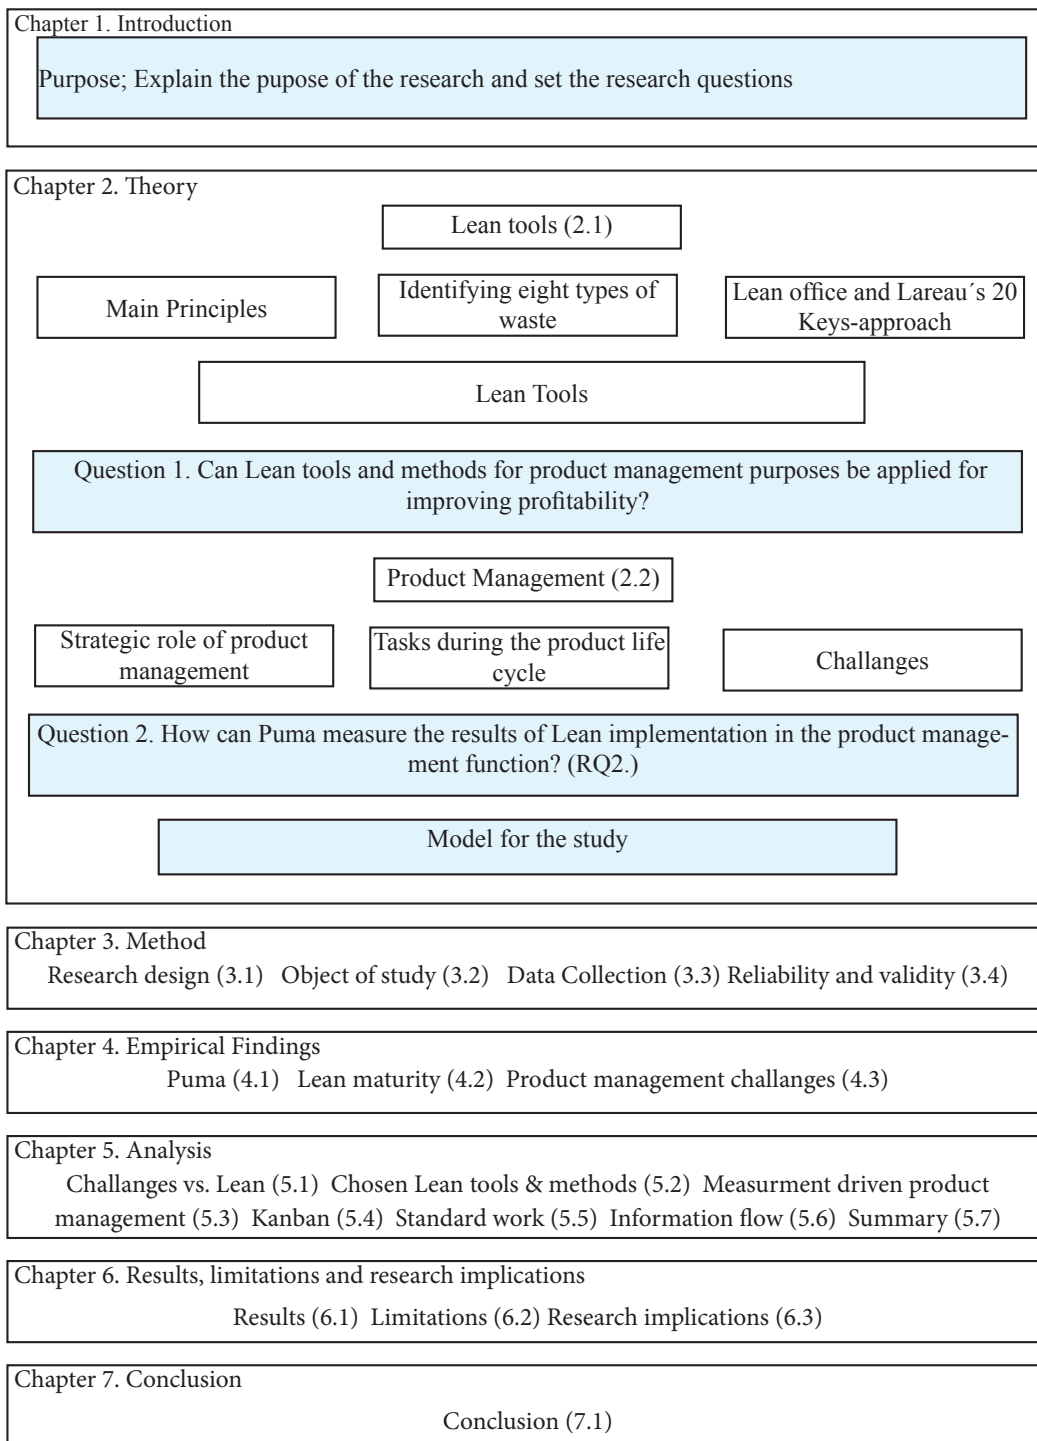 Chapter 1. Introduction
Purpose; Explain the pupose of the research and set the research questions
Chapter 2. Theory
Lean tools (2.1)
Main Principles
Identifying eight types of
waste
Lean office and Lareau´s 20
Keys-approach
Lean Tools
Question 1. Can Lean tools and methods for product management purposes be applied for
improving profitability?
Product Management (2.2)
Strategic role of product
management
Tasks during the product life
cycle
Challanges
Question 2. How can Puma measure the results of Lean implementation in the product manage-
ment function? (RQ2.)
Model for the study
Chapter 3. Method
Research design (3.1) Object of study (3.2) Data Collection (3.3) Reliability and validity (3.4)
Chapter 4. Empirical Findings
Puma (4.1) Lean maturity (4.2) Product management challanges (4.3)
Chapter 5. Analysis
Challanges vs. Lean (5.1) Chosen Lean tools & methods (5.2) Measurment driven product
management (5.3) Kanban (5.4) Standard work (5.5) Information flow (5.6) Summary (5.7)
Chapter 6. Results, limitations and research implications
Results (6.1) Limitations (6.2) Research implications (6.3)
Chapter 7. Conclusion
Conclusion (7.1)